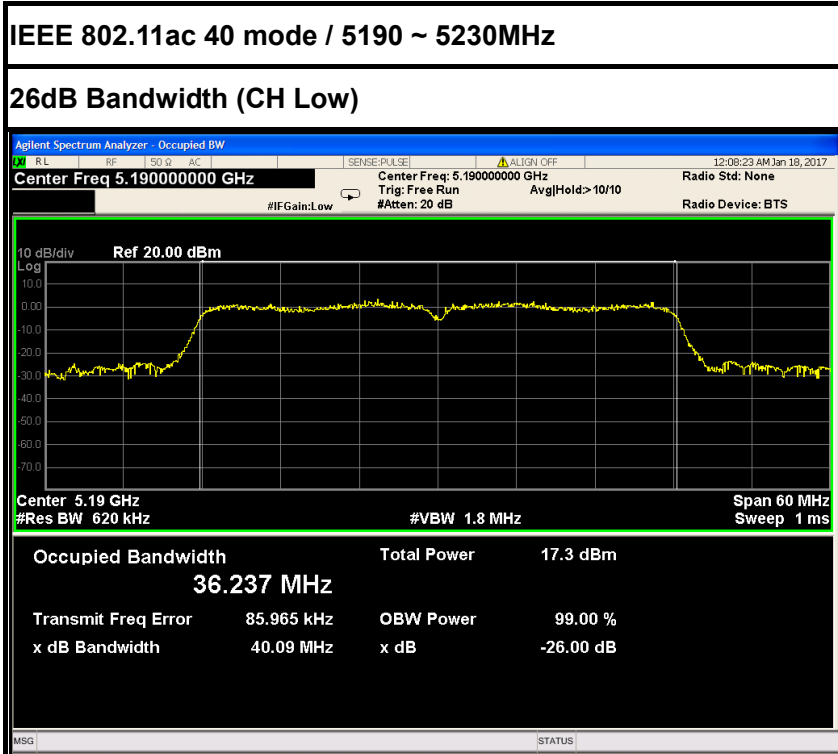 IEEE 802.11ac 40 mode / 5190 ~ 5230MHz
26dB Bandwidth (CH Low)
Agilent Spectrum Analyzer - Occupied BW
LXI RL RF 50 Ω AC SENSE:PULSE ALIGN OFF 12:08:23 AM Jan 18, 2017
Center Freq 5.190000000 GHz Center Freq: 5.190000000 GHz Radio Std: None
Trig: Free Run Avg|Hold:>10/10
#IFGain:Low #Atten: 20 dB Radio Device: BTS
10 dB/div Ref 20.00 dBm
Log
10.0
0.00
-10.0
-20.0
-30.0
-40.0
-50.0
-60.0
-70.0
Center 5.19 GHz Span 60 MHz
#Res BW 620 kHz #VBW 1.8 MHz Sweep 1 ms
Occupied Bandwidth Total Power 17.3 dBm
36.237 MHz
Transmit Freq Error 85.965 kHz OBW Power 99.00 %
x dB Bandwidth 40.09 MHz x dB -26.00 dB
MSG STATUS